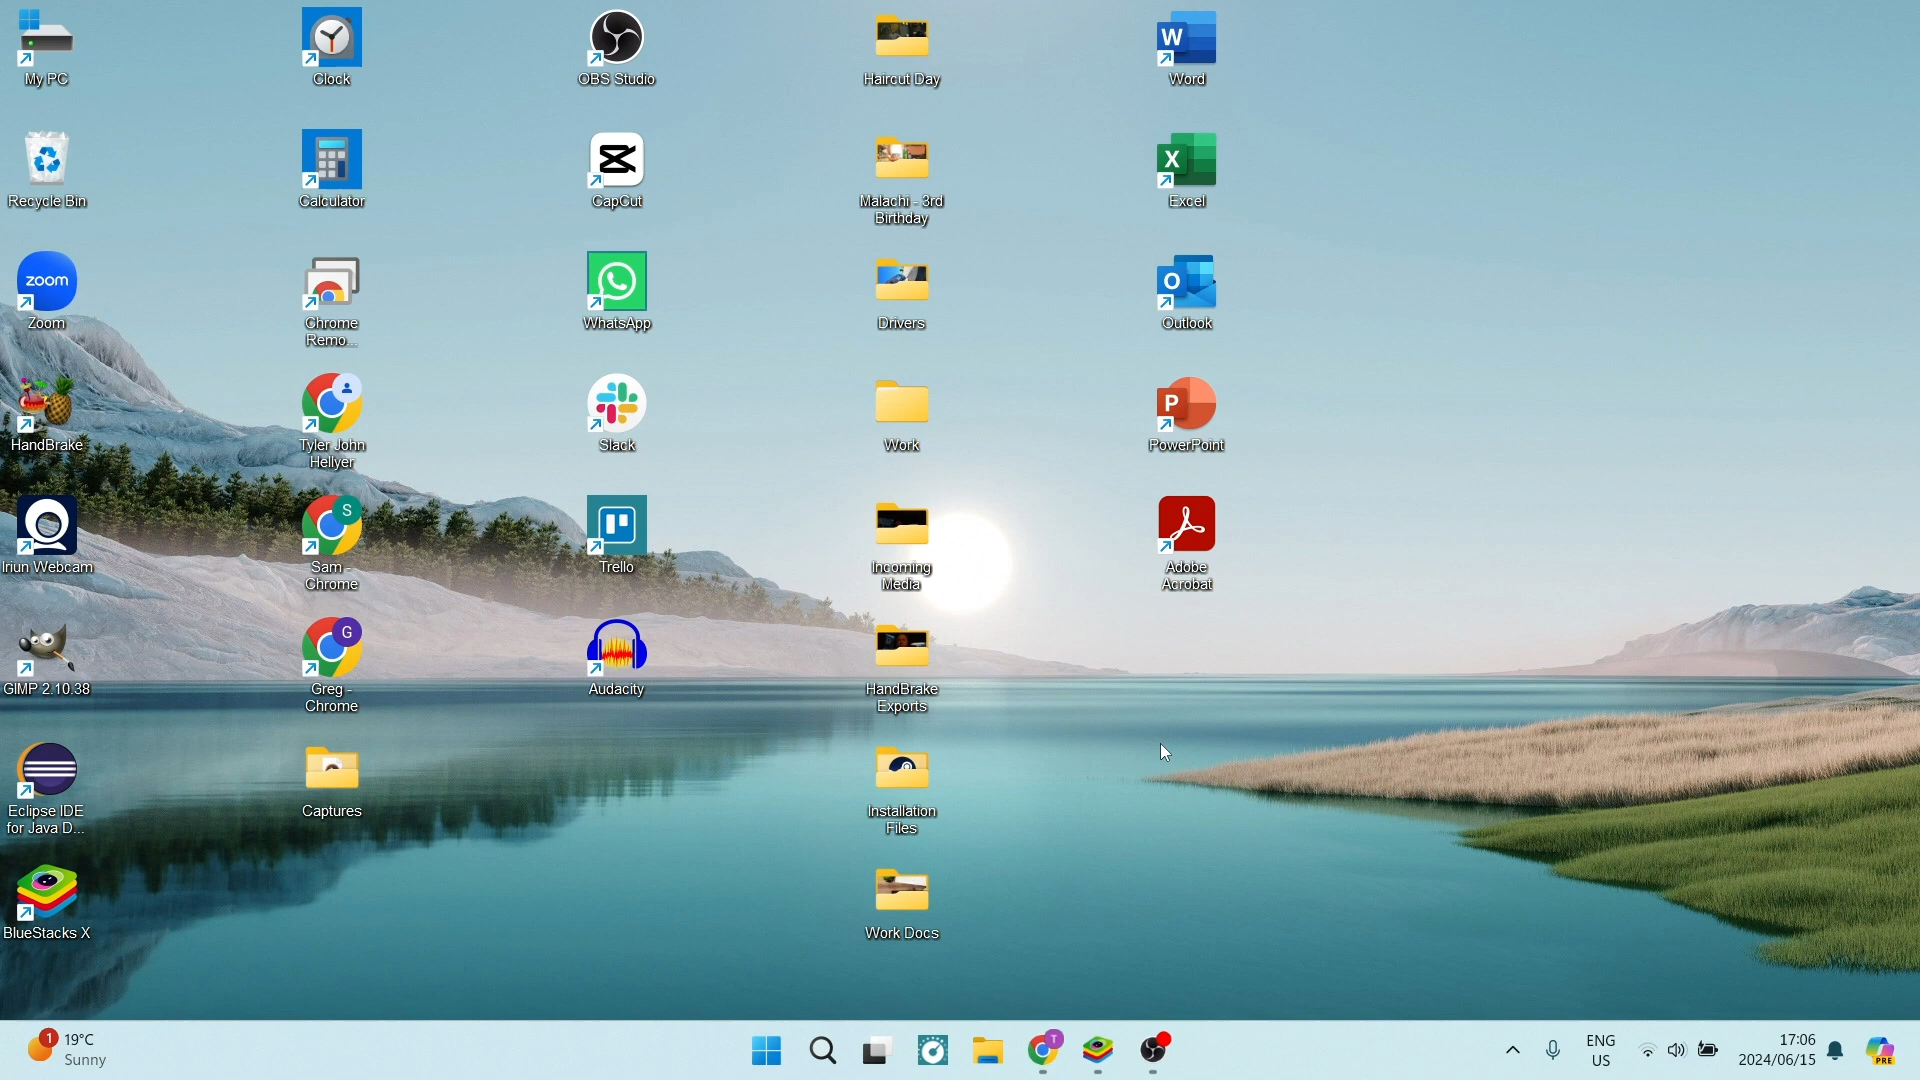 My PC
Clock
OBS Studio
Haircut Day
W
Word
Recycle Bin
Calculator
CapCut
Malachi - 3rd
Birthday
X
Excel
zoom
Zoom
Chrome
Remo...
WhatsApp
Drivers
O
Outlook
HandBrake
Tyler John
Hellyer
Slack
Work
P
PowerPoint
Iriun Webcam
S
Sam -
Chrome
Trello
Incoming
Media
Adobe
Acrobat
GIMP 2.10.38
G
Greg -
Chrome
Audacity
HandBrake
Exports
Eclipse IDE
for Java D...
Captures
Installation
Files
BlueStacks X
Work Docs
1
19°C
Sunny
T
ENG
US
17:06
2024/06/15
PRE